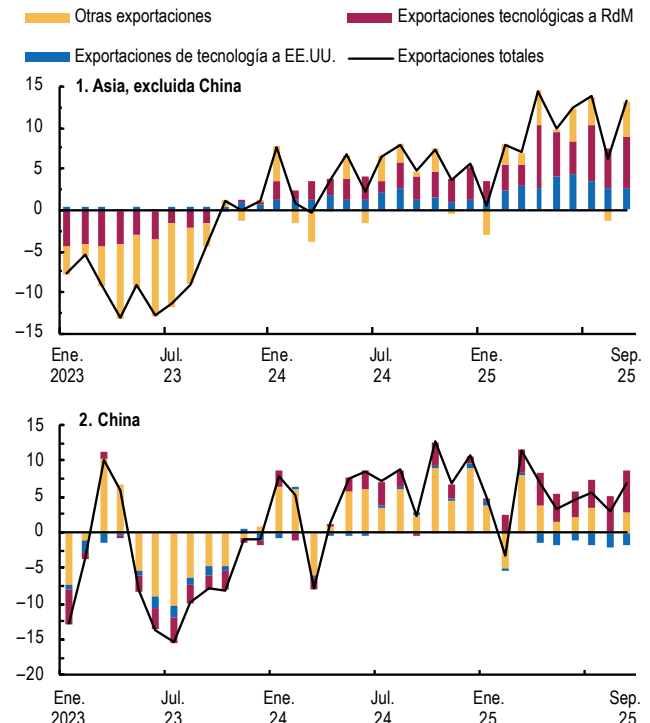 Otras exportaciones
Exportaciones tecnológicas a RdM
Exportaciones de tecnología a EE.UU.
Exportaciones totales
1. Asia, excluida China
15
10
5
0
–5
–10
–15
Ene. 2023
Jul. 23
Ene. 24
Jul. 24
Ene. 25
Sep. 25
2. China
15
10
5
0
–5
–10
–15
–20
Ene. 2023
Jul. 23
Ene. 24
Jul. 24
Ene. 25
Sep. 25